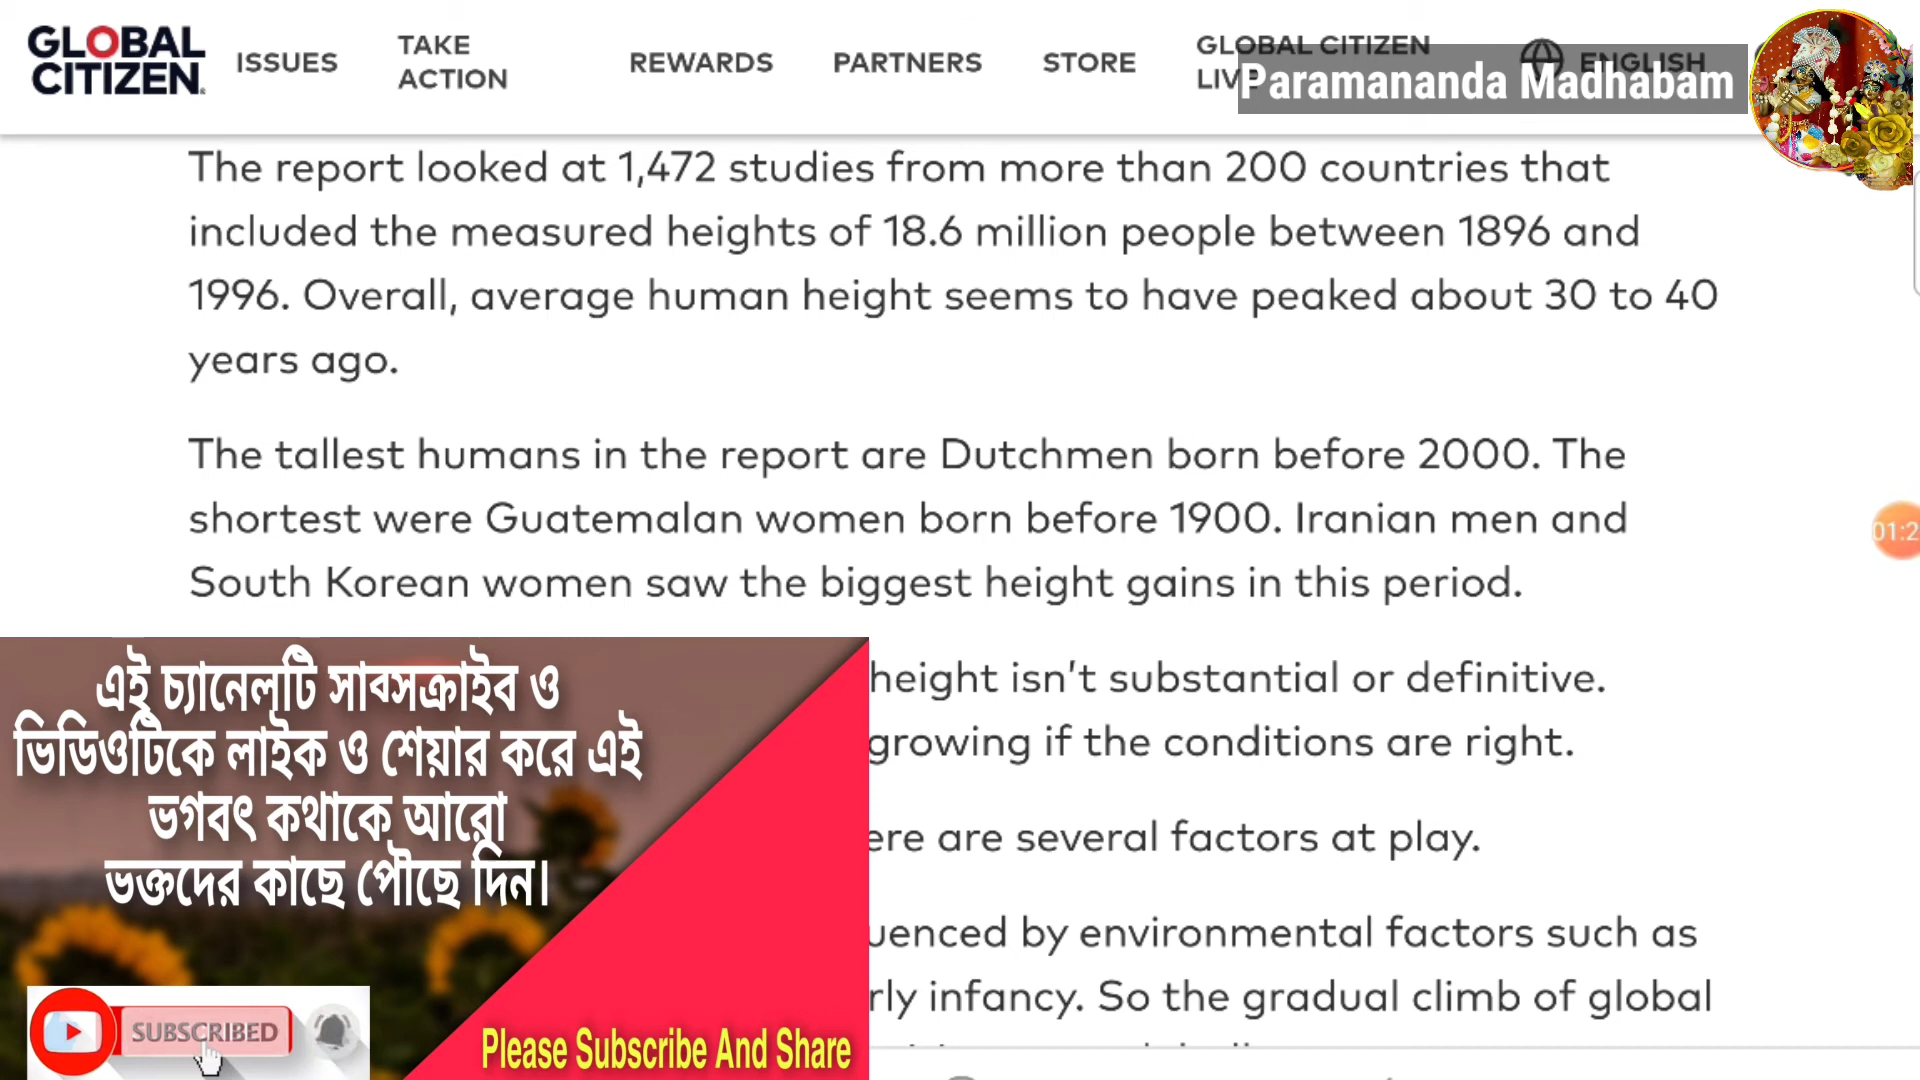 GLOBAL
CITIZEN
ISSUES
TAKE
ACTION
REWARDS
PARTNERS
STORE
GLOBAL CITIZEN
LIVE
ENGLISH
Paramananda Madhabam
The report looked at 1,472 studies from more than 200 countries that
included the measured heights of 18.6 million people between 1896 and
1996. Overall, average human height seems to have peaked about 30 to 40
years ago.
The tallest humans in the report are Dutchmen born before 2000. The
shortest were Guatemalan women born before 1900. Iranian men and
South Korean women saw the biggest height gains in this period.
height isn't substantial or definitive.
growing if the conditions are right.
ere are several factors at play.
uenced by environmental factors such as
rly infancy. So the gradual climb of global
01:2
এই চ্যানেলটি সাবসক্রাইব ও
ভিডিওটিকে লাইক ও শেয়ার করে এই
ভগবৎ কথাকে আরো
ভক্তদের কাছে পৌছে দিন।
SUBSCRIBED
Please Subscribe And Share